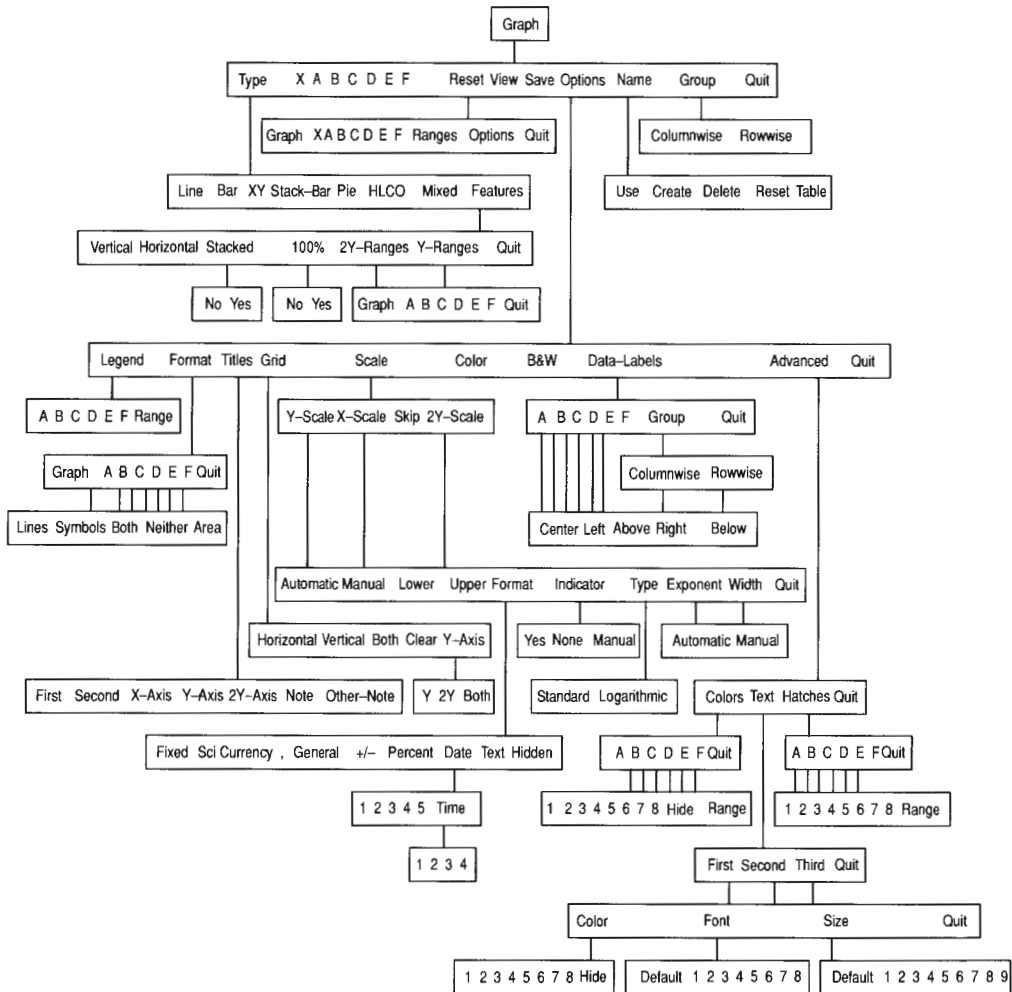 Graph
Type X A B C D E F Reset View Save Options Name Group Quit
Graph X A B C D E F Ranges Options Quit
Columnwise Rowwise
Line Bar XY Stack–Bar Pie HLCO Mixed Features
Use Create Delete Reset Table
Vertical Horizontal Stacked 100% 2Y–Ranges Y–Ranges Quit
No Yes
No Yes
Graph A B C D E F Quit
Legend Format Titles Grid Scale Color B&W Data–Labels Advanced Quit
A B C D E F Range
Y–Scale X–Scale Skip 2Y–Scale
A B C D E F Group Quit
Graph A B C D E F Quit
Columnwise Rowwise
Lines Symbols Both Neither Area
Center Left Above Right Below
Automatic Manual Lower Upper Format Indicator Type Exponent Width Quit
Horizontal Vertical Both Clear Y–Axis
Yes None Manual
Automatic Manual
First Second X–Axis Y–Axis 2Y–Axis Note Other–Note
Y 2Y Both
Standard Logarithmic
Colors Text Hatches Quit
Fixed Sci Currency , General +/– Percent Date Text Hidden
A B C D E F Quit
A B C D E F Quit
1 2 3 4 5 Time
1 2 3 4 5 6 7 8 Hide Range
1 2 3 4 5 6 7 8 Range
1 2 3 4
First Second Third Quit
Color Font Size Quit
1 2 3 4 5 6 7 8 Hide
Default 1 2 3 4 5 6 7 8
Default 1 2 3 4 5 6 7 8 9